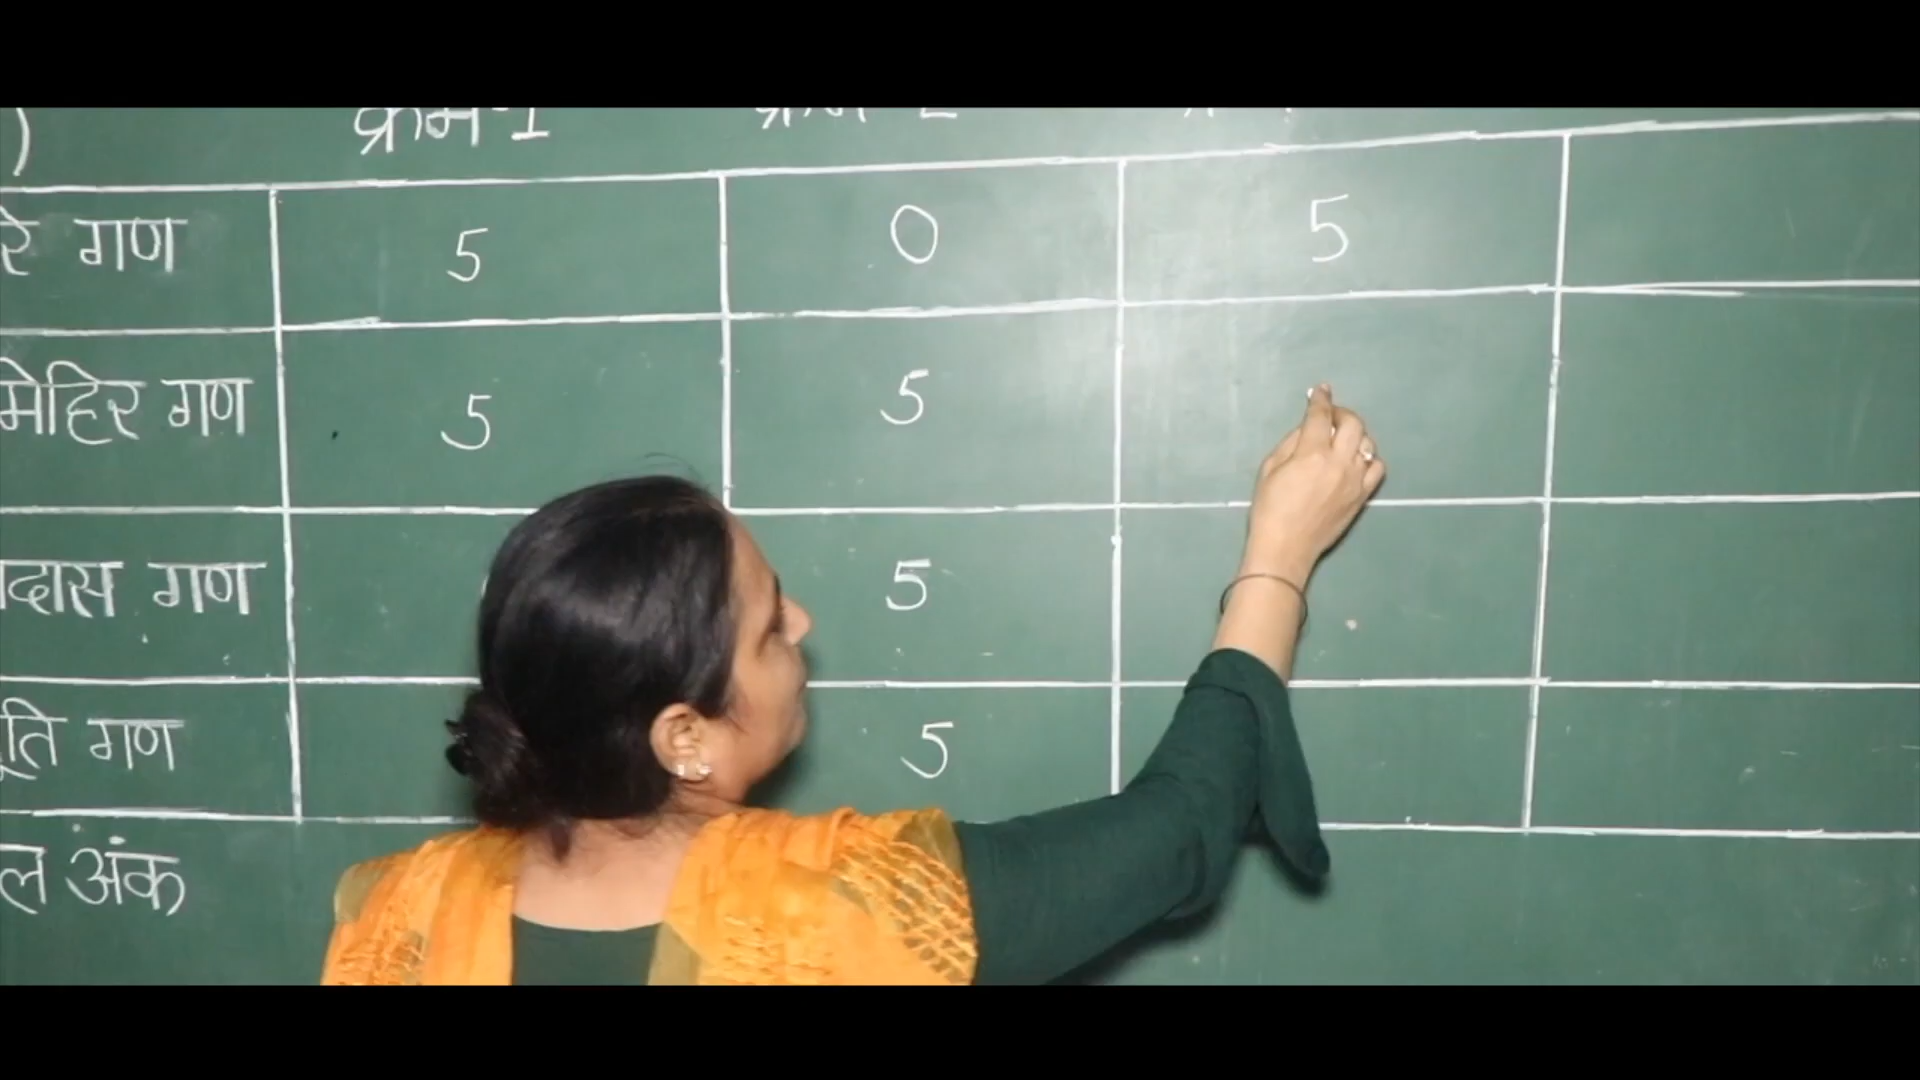 ) क्रम-1
रे गण 5 0 5
मेहिर गण 5 5
दास गण 5
ूति गण 5
ल अंक